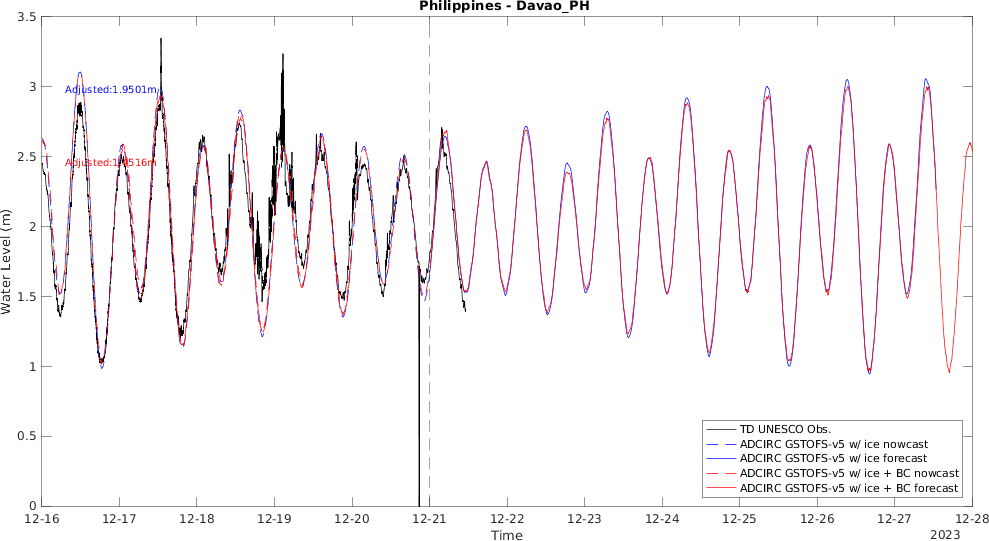 Philippines - Davao_PH
3.5
3
2.5
2
1.5
1
0.5
0
Water Level (m)
Adjusted:1.9501m
TD UNESCO Obs.
ADCIRC GSTOFS-v5 w/ ice nowcast
ADCIRC GSTOFS-v5 w/ ice forecast
ADCIRC GSTOFS-v5 w/ ice + BC nowcast
ADCIRC GSTOFS-v5 w/ ice + BC forecast
12-16
12-17
12-18
12-19
12-20
12-21
12-22
12-23
12-24
12-25
12-26
12-27
12-28
Time
2023